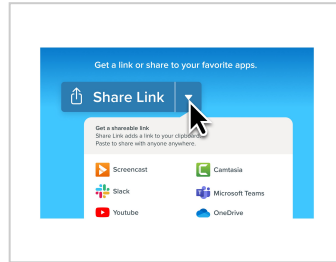 Get a link or share to your favorite apps.
Share Link
Get a shareable link
Share Link adds a link to your
Paste to share with anyone anywhere.
Screencast
Camtasia
Slack
Microsoft Teams
Youtube
OneDrive